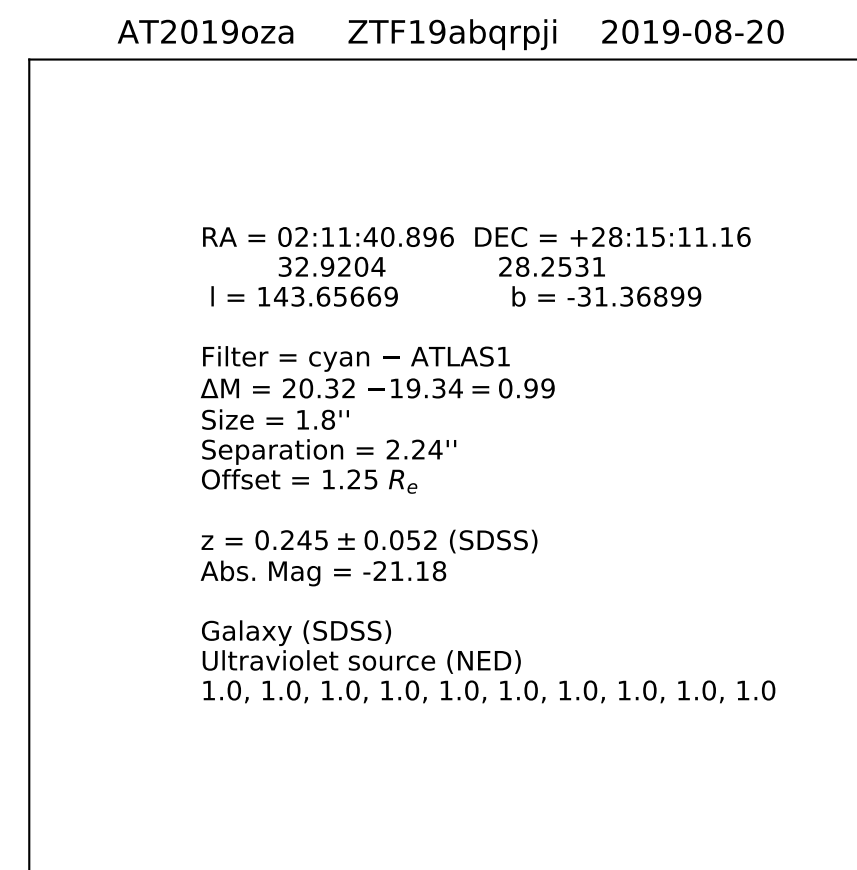 AT2019oza ZTF19abqrpji 2019-08-20
RA = 02:11:40.896 DEC = +28:15:11.16
32.9204 28.2531
l = 143.65669 b = -31.36899
Filter = cyan − ATLAS1
ΔM = 20.32 −19.34 = 0.99
Size = 1.8''
Separation = 2.24''
Offset = 1.25 Rₑ
z = 0.245 ± 0.052 (SDSS)
Abs. Mag = -21.18
Galaxy (SDSS)
Ultraviolet source (NED)
1.0, 1.0, 1.0, 1.0, 1.0, 1.0, 1.0, 1.0, 1.0, 1.0